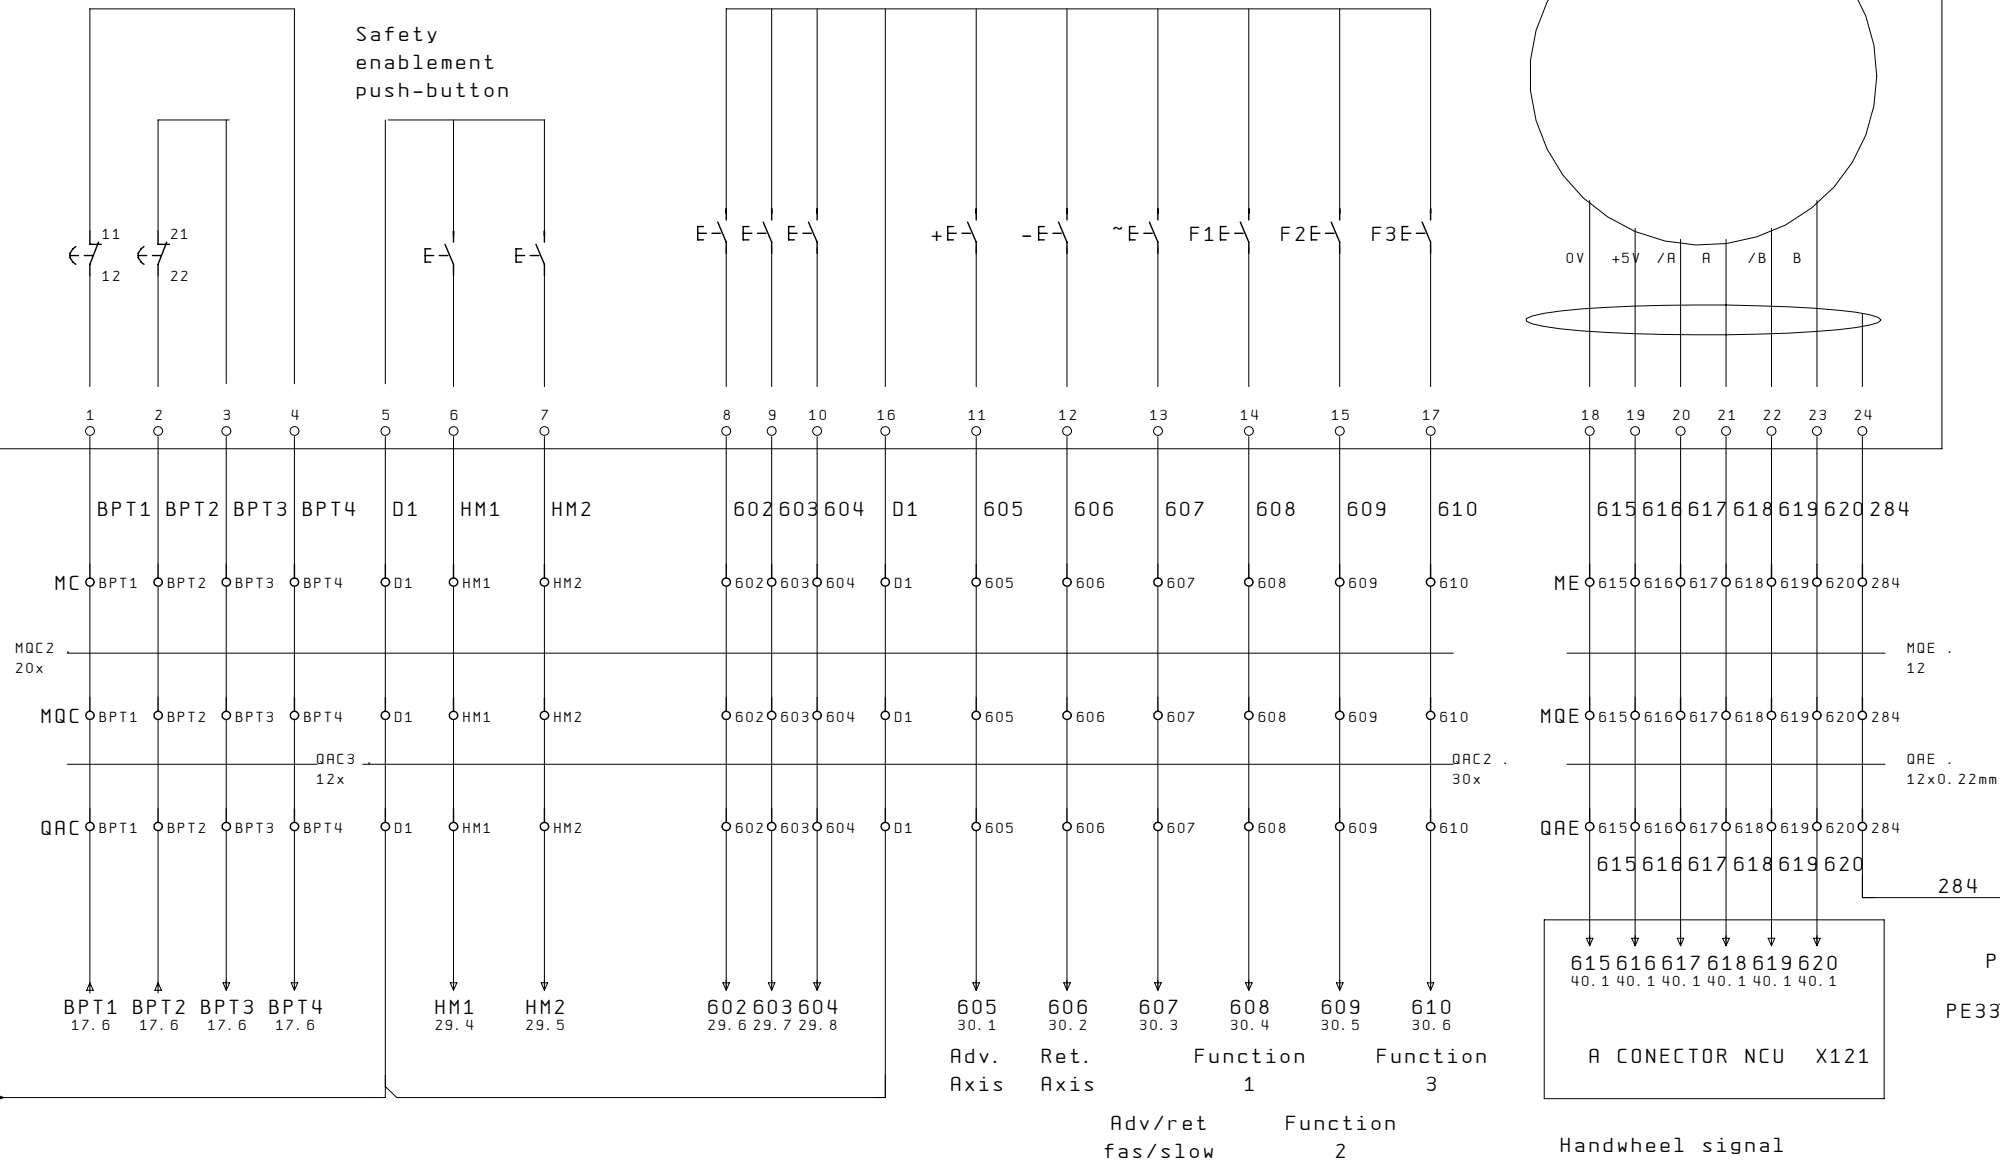 Safety
enablement
push-button
11
12
21
22
+
-
~
F1
F2
F3
0V +5V /A A /B B
1 2 3 4 5 6 7 8 9 10 16 11 12 13 14 15 17 18 19 20 21 22 23 24
BPT1 BPT2 BPT3 BPT4 D1 HM1 HM2 602 603 604 D1 605 606 607 608 609 610 615 616 617 618 619 620 284
MC BPT1 BPT2 BPT3 BPT4 D1 HM1 HM2 602 603 604 D1 605 606 607 608 609 610 ME 615 616 617 618 619 620 284
MQC2 .
20x
MQE .
12
MQC BPT1 BPT2 BPT3 BPT4 D1 HM1 HM2 602 603 604 D1 605 606 607 608 609 610 MQE 615 616 617 618 619 620 284
QAC3 .
12x
QAC2 .
30x
QAE .
12x0.22mm
QAC BPT1 BPT2 BPT3 BPT4 D1 HM1 HM2 602 603 604 D1 605 606 607 608 609 610 QAE 615 616 617 618 619 620 284
615 616 617 618 619 620
284
615 616 617 618 619 620
40.1 40.1 40.1 40.1 40.1 40.1
P
BPT1 BPT2 BPT3 BPT4 HM1 HM2 602 603 604 605 606 607 608 609 610
17.6 17.6 17.6 17.6 29.4 29.5 29.6 29.7 29.8 30.1 30.2 30.3 30.4 30.5 30.6
PE33
Adv.
Axis
Ret.
Axis
Function
1
Function
3
A CONECTOR NCU X121
Adv/ret
fas/slow
Function
2
Handwheel signal